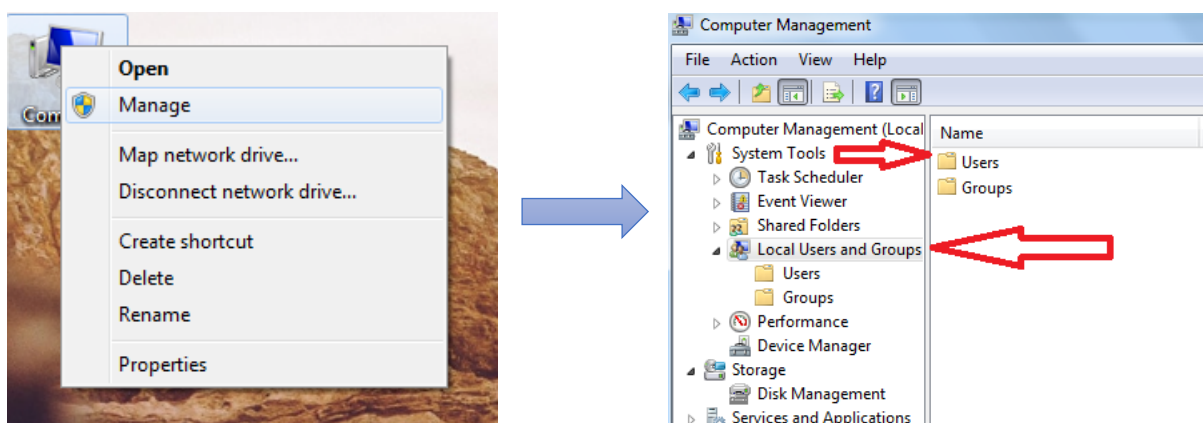 Com
Open
Manage
Map network drive...
Disconnect network drive...
Create shortcut
Delete
Rename
Properties
Computer Management
File Action View Help
Computer Management (Local
System Tools
Task Scheduler
Event Viewer
Shared Folders
Local Users and Groups
Users
Groups
Performance
Device Manager
Storage
Disk Management
Services and Applications
Name
Users
Groups